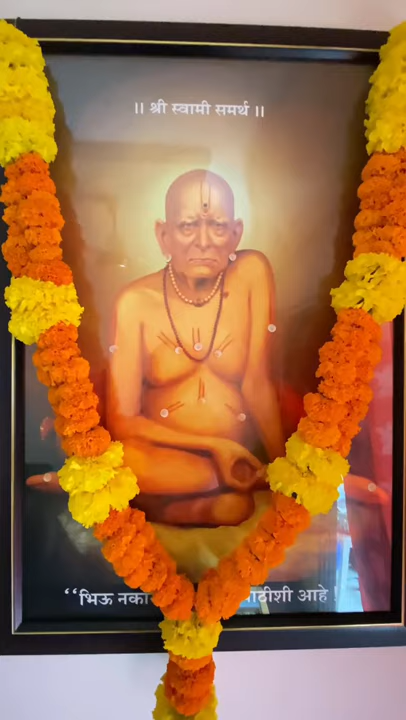 ॥ श्री स्वामी समर्थ ॥
“भिऊ नको आहे !